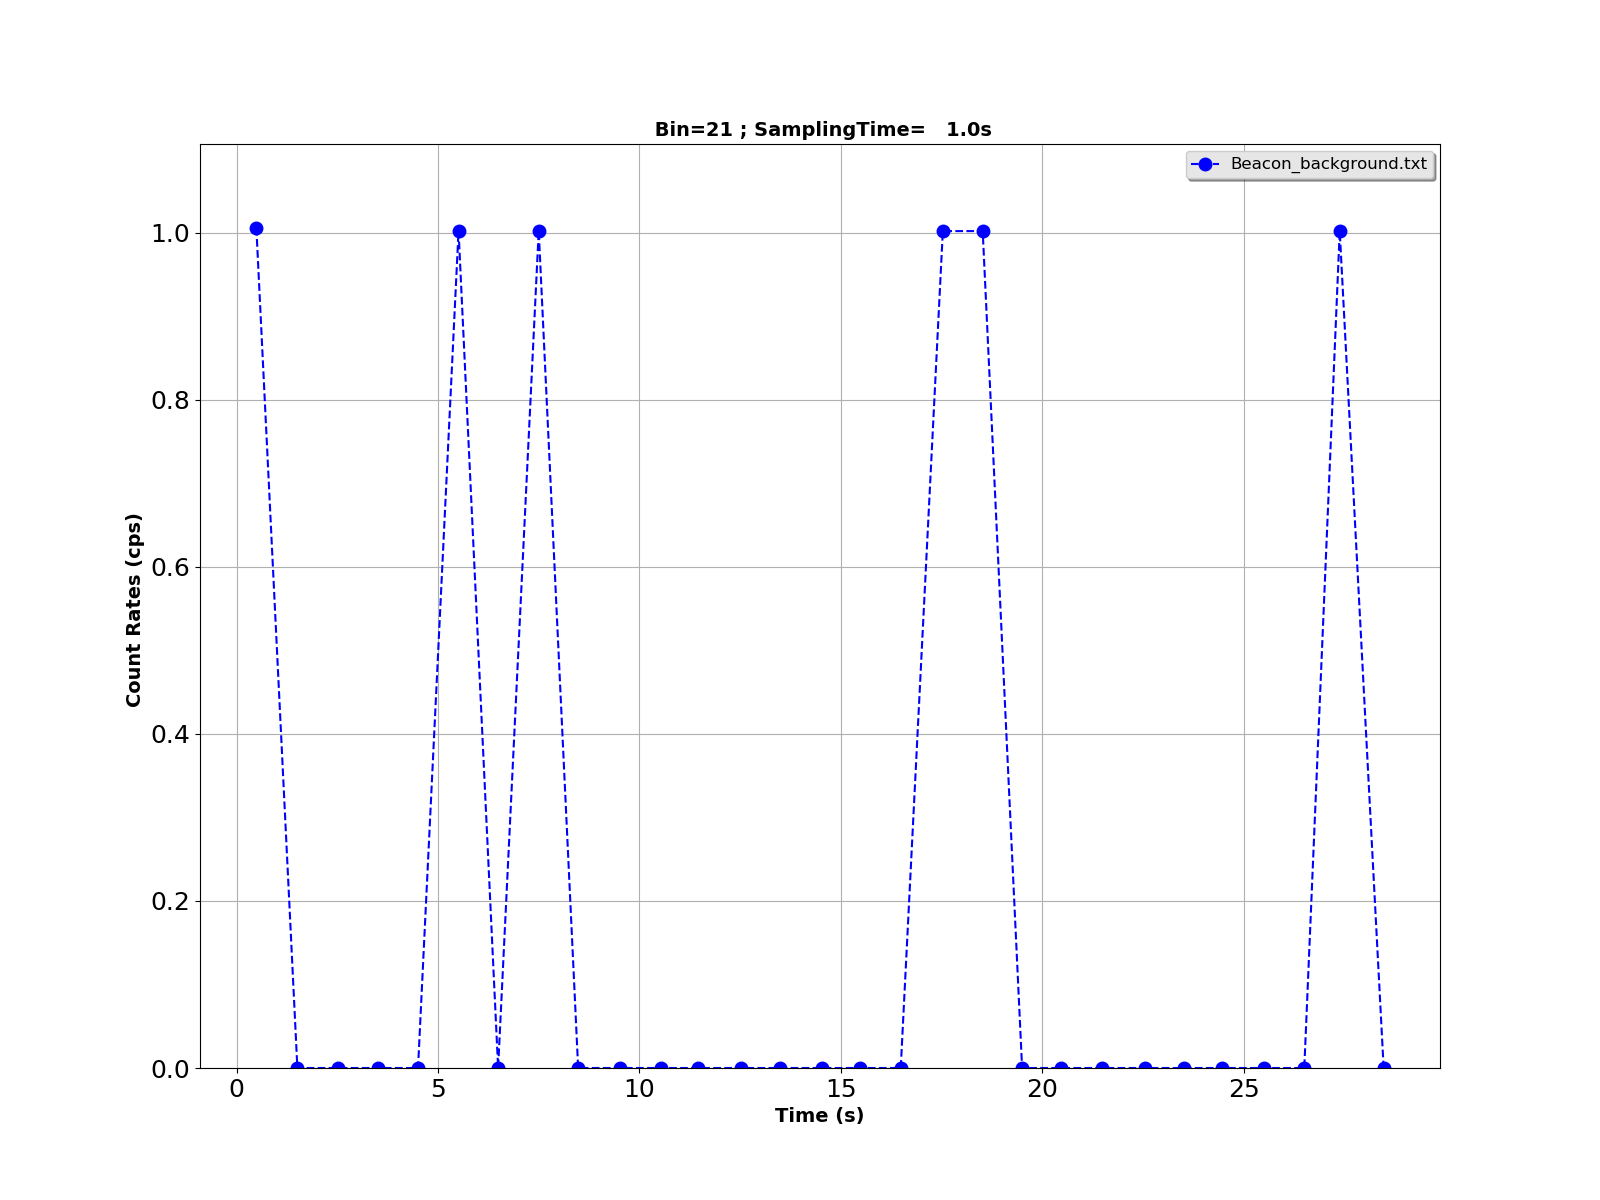 Bin=21 ; SamplingTime=   1.0s
Beacon_background.txt
1.0
0.8
0.6
0.4
0.2
0.0
Count Rates (cps)
0 5 10 15 20 25
Time (s)